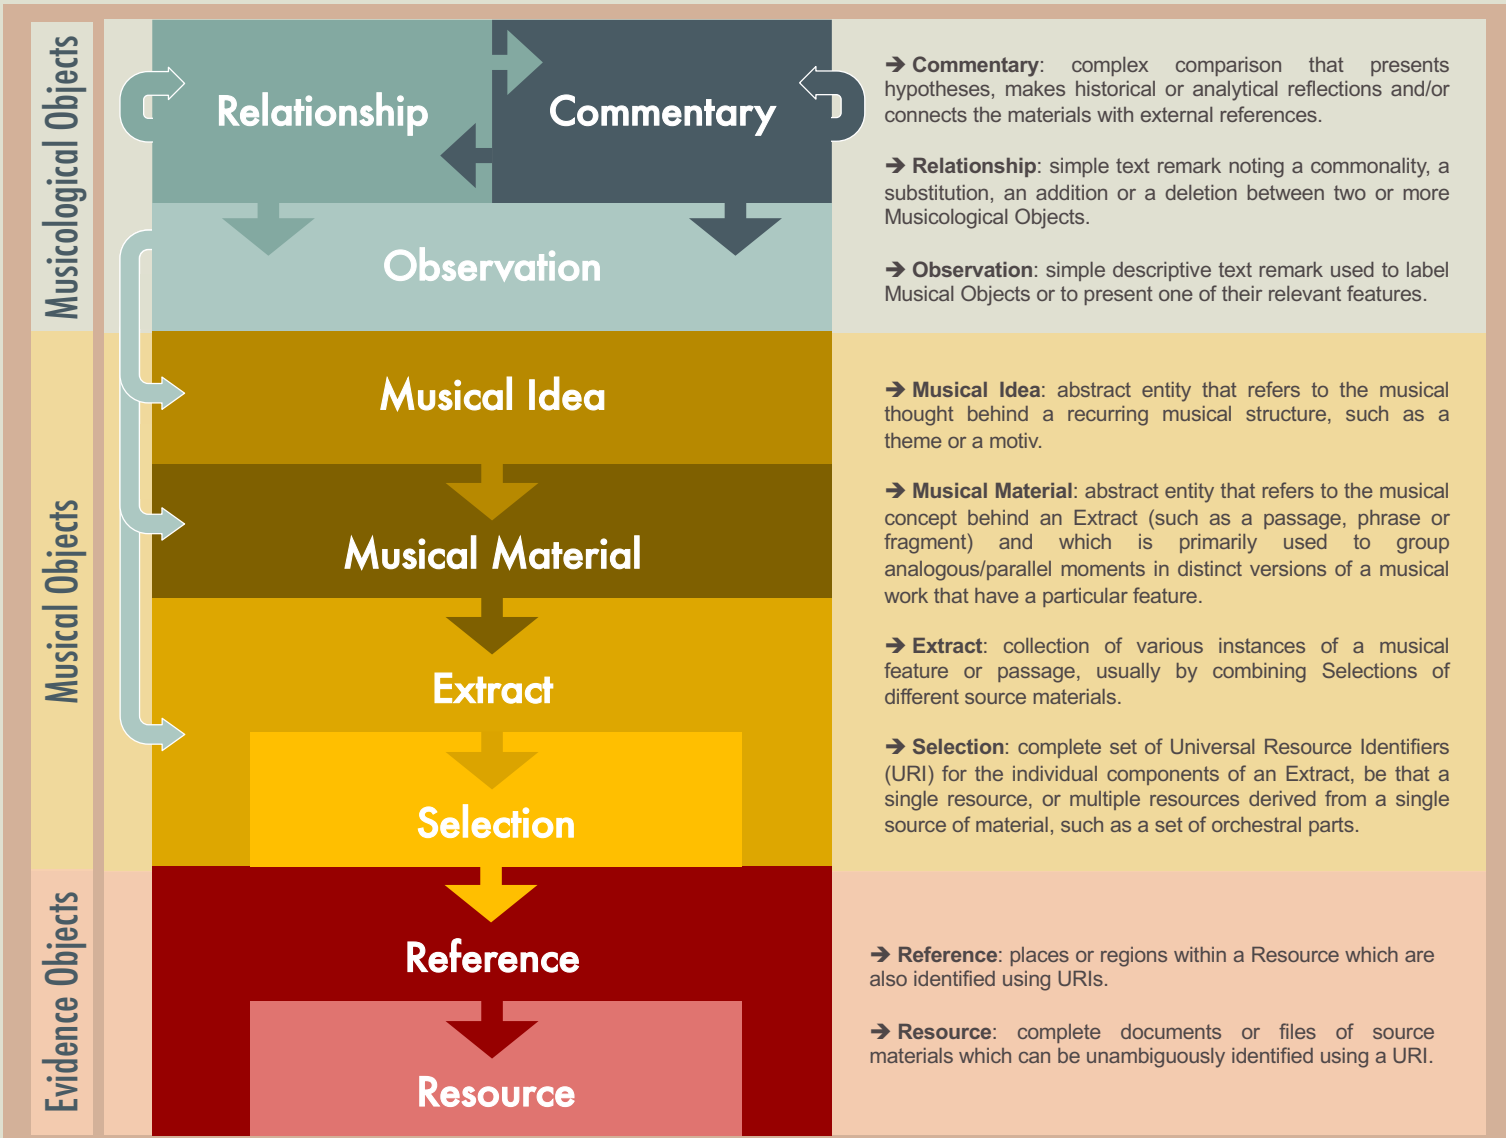 Musicological Objects
Relationship
Commentary
Observation
➔ Commentary: complex comparison that presents
hypotheses, makes historical or analytical reflections and/or
connects the materials with external references.
➔ Relationship: simple text remark noting a commonality, a
substitution, an addition or a deletion between two or more
Musicological Objects.
➔ Observation: simple descriptive text remark used to label
Musical Objects or to present one of their relevant features.
Musical Objects
Musical Idea
Musical Material
Extract
Selection
➔ Musical Idea: abstract entity that refers to the musical
thought behind a recurring musical structure, such as a
theme or a motiv.
➔ Musical Material: abstract entity that refers to the musical
concept behind an Extract (such as a passage, phrase or
fragment) and which is primarily used to group
analogous/parallel moments in distinct versions of a musical
work that have a particular feature.
➔ Extract: collection of various instances of a musical
feature or passage, usually by combining Selections of
different source materials.
➔ Selection: complete set of Universal Resource Identifiers
(URI) for the individual components of an Extract, be that a
single resource, or multiple resources derived from a single
source of material, such as a set of orchestral parts.
Evidence Objects
Reference
Resource
➔ Reference: places or regions within a Resource which are
also identified using URIs.
➔ Resource: complete documents or files of source
materials which can be unambiguously identified using a URI.